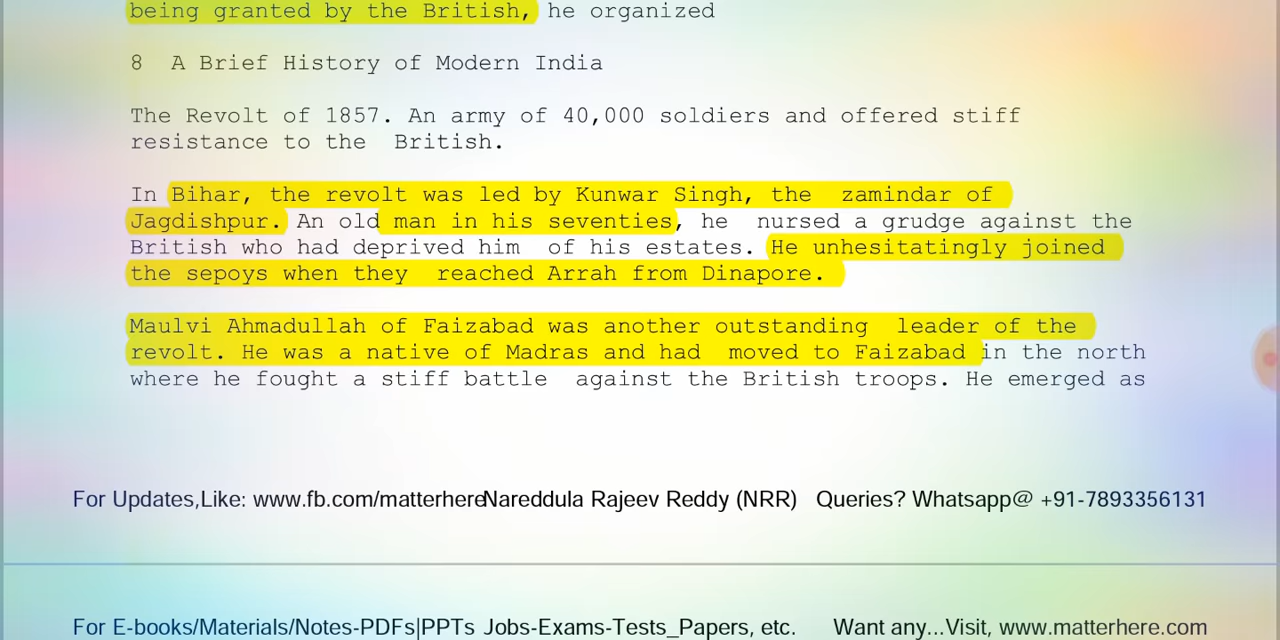 being granted by the British, he organized
8 A Brief History of Modern India
The Revolt of 1857. An army of 40,000 soldiers and offered stiff
resistance to the British.
In Bihar, the revolt was led by Kunwar Singh, the zamindar of
Jagdishpur. An old man in his seventies, he nursed a grudge against the
British who had deprived him of his estates. He unhesitatingly joined
the sepoys when they reached Arrah from Dinapore.
Maulvi Ahmadullah of Faizabad was another outstanding leader of the
revolt. He was a native of Madras and had moved to Faizabad in the north
where he fought a stiff battle against the British troops. He emerged as
For Updates,Like: www.fb.com/matterhereNareddula Rajeev Reddy (NRR) Queries? Whatsapp@ +91-7893356131
For E-books/Materials/Notes-PDFs|PPTs Jobs-Exams-Tests_Papers, etc. Want any...Visit, www.matterhere.com